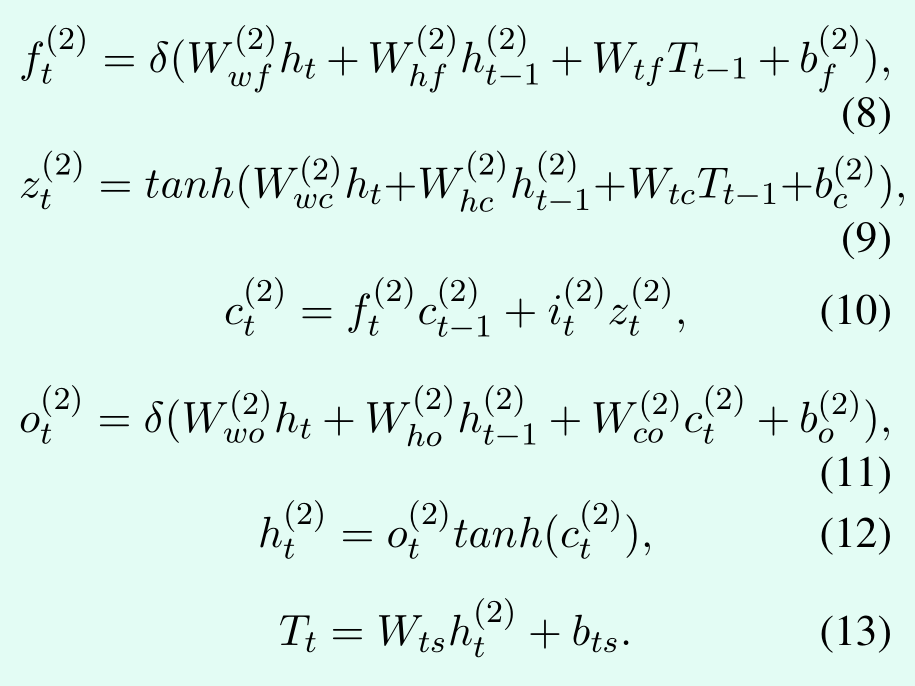 f_t^{(2)} = δ(W_{wf}^{(2)} h_t + W_{hf}^{(2)} h_{t-1}^{(2)} + W_{tf} T_{t-1} + b_f^{(2)}),
(8)
z_t^{(2)} = tanh(W_{wc}^{(2)} h_t + W_{hc}^{(2)} h_{t-1}^{(2)} + W_{tc} T_{t-1} + b_c^{(2)}),
(9)
c_t^{(2)} = f_t^{(2)} c_{t-1}^{(2)} + i_t^{(2)} z_t^{(2)}, (10)
o_t^{(2)} = δ(W_{wo}^{(2)} h_t + W_{ho}^{(2)} h_{t-1}^{(2)} + W_{co}^{(2)} c_t^{(2)} + b_o^{(2)}),
(11)
h_t^{(2)} = o_t^{(2)} tanh(c_t^{(2)}), (12)
T_t = W_{ts} h_t^{(2)} + b_{ts}. (13)